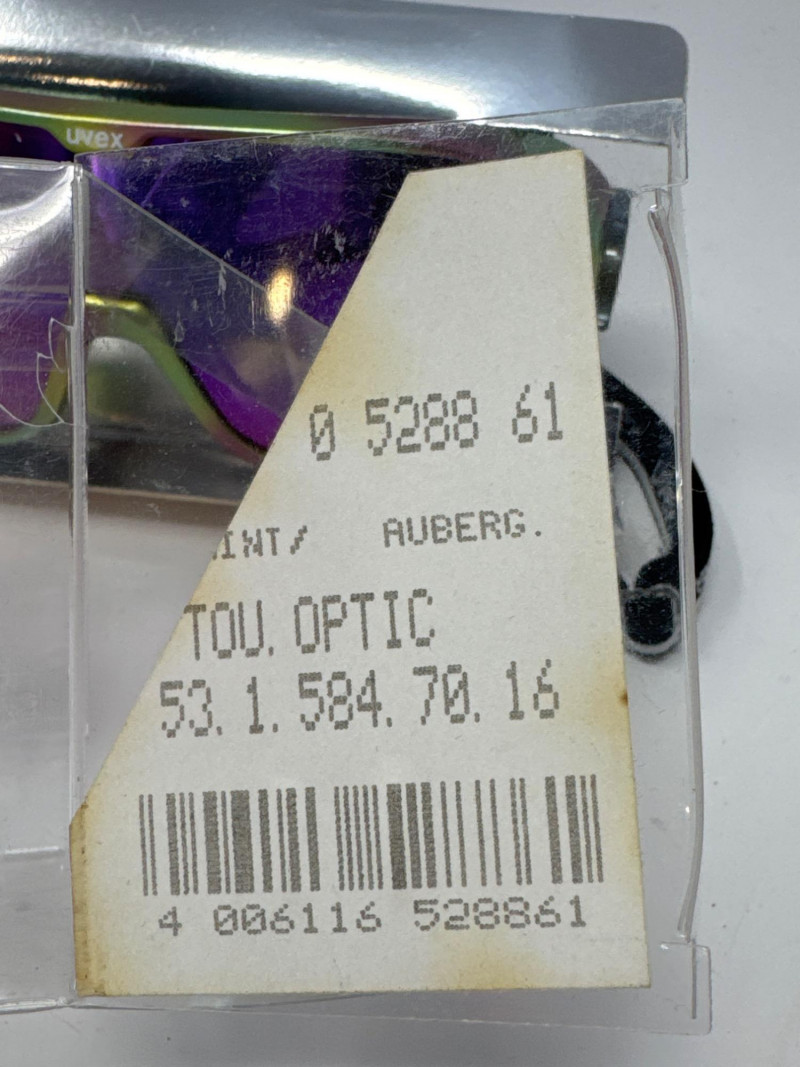 uvex
0 5288 61
INT/ AUBERG.
TOU. OPTIC
53.1.584.70.16
4 006116 528861